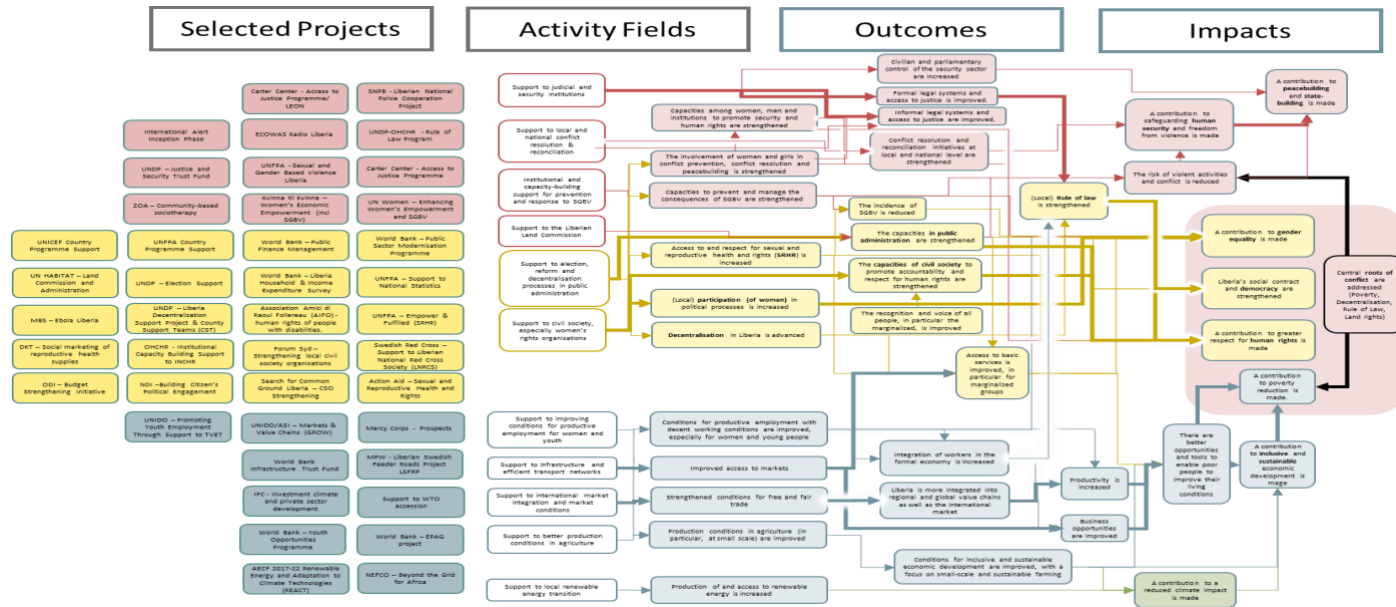 Selected Projects
Activity Fields
Outcomes
Impacts
Carter Center - Access to
Justice Programme/
LEON
SNPB - Liberian National
Police Cooperation
Project
International Alert
Inception Phase
ECOWAS Radio Liberia
UNDP-OHCHR - Rule of
Law Program
UNDP – Justice and
Security Trust Fund
UNFPA - Sexual and
Gender Based Violence
Liberia
Carter Center - Access to
Justice Programme
ZOA – Community-based
sociotherapy
Kvinna til Kvinna –
Women's Economic
Empowerment (incl
SGBV)
UN Women – Enhancing
Women's Empowerment
and SGBV
UNICEF Country
Programme Support
UNFPA Country
Programme Support
World Bank – Public
Finance Management
World Bank – Public
Sector Modernisation
Programme
UN HABITAT – Land
Commission and
Administration
UNDP – Election Support
World Bank – Liberia
Household & Income
Expenditure Survey
UNFPA – Support to
National Statistics
MBS – Ebola Liberia
UNDP – Liberia
Decentralization
Support Project & County
Support Teams (CST)
Association Amici di
Raoul Follereau (AIFO) -
human rights of people
with disabilities.
UNFPA – Empower &
Fulfilled (SRHR)
DKT – Social marketing of
reproductive health
supplies
OHCHR - Institutional
Capacity Building Support
to INCHR
Forum Syd –
Strengthening local civil
society organisations
Swedish Red Cross –
Support to Liberian
National Red Cross
Society (LNRCS)
ODI – Budget
Strengthening Initiative
NDI –Building Citizen's
Political Engagement
Search for Common
Ground Liberia – CSO
Strengthening
Action Aid – Sexual and
Reproductive Health and
Rights
UNIDO – Promoting
Youth Employment
Through Support to TVET
UNIDO/ASI – Markets &
Value Chains (GROW)
Mercy Corps - Prospects
World Bank
Infrastructure Trust Fund
MPW – Liberian Swedish
Feeder Roads Project
LSFRP
IFC - Investment climate
and private sector
development
Support to WTO
accession
World Bank – Youth
Opportunities
Programme
World Bank – EPAG
project
AECF 2017-22 Renewable
Energy and Adaptation to
Climate Technologies
(REACT)
NEFCO – Beyond the Grid
for Africa
Support to judicial and
security institutions
Support to local and
national conflict
resolution &
reconciliation
Institutional
and
capacity-building
support for prevention
and response to SGBV
Support to the Liberian
Land Commission
Support to election,
reform and
decentralisation
processes in public
administration
Support to civil society,
especially women's
rights organisations
Support to improving
conditions for productive
employment for women and
youth
Support to infrastructure and
efficient transport networks
Support to international market
integration and market
conditions
Support to better production
conditions in agriculture
Support to local renewable
energy transition
Capacities among women, men and
institutions to promote security and
human rights are strengthened
The involvement of women and girls in
conflict prevention, conflict resolution and
peacebuilding is strengthened
Capacities to prevent and manage the
consequences of SGBV are strengthened
Access to and respect for sexual and
reproductive health and rights (SRHR) is
increased
(Local) participation (of women) in
political processes is increased
Decentralisation in Liberia is advanced
Conditions for productive employment with
decent working conditions are improved,
especially for women and young people
Improved access to markets
Strengthened conditions for free and fair
trade
Production conditions in agriculture (in
particular, at small scale) are improved
Production of and access to renewable
energy is increased
Civilian and parliamentary
control of the security sector
are increased
Formal legal systems and
access to justice is improved.
Informal legal systems and
access to justice are improved.
Conflict resolution and
reconciliation initiatives at
local and national level are
strengthened
The incidence of
SGBV is reduced
The capacities in public
administration are strengthened
The capacities of civil society to
promote accountability and
respect for human rights are
strengthened
The recognition and voice of all
people, in particular the
marginalized, is improved
(Local) Rule of law
is strengthened
Access to basic
services is
improved, in
particular for
marginalized
groups
Integration of workers in the
formal economy is increased
Liberia is more integrated into
regional and global value chains
as well as the international
market
Productivity is
increased
Business
opportunities
are improved
Conditions for inclusive and sustainable
economic development are improved, with a
focus on small-scale and sustainable farming
A contribution to
peacebuilding
and state-
building is made
A contribution to
safeguarding human
security and freedom
from violence is made
The risk of violent activities
and conflict is reduced
A contribution to gender
equality is made
Liberia's social contract
and democracy are
strengthened
A contribution to greater
respect for human rights is
made
A contribution
to poverty
reduction is
made.
Central roots of
conflict are
addressed
(Poverty,
Decentralisation,
Rule of Law,
Land rights)
There are
better
opportunities
and tools to
enable poor
people to
improve their
living
conditions
A contribution
to inclusive and
sustainable
economic
development is
mage
A contribution to a
reduced climate impact
is made